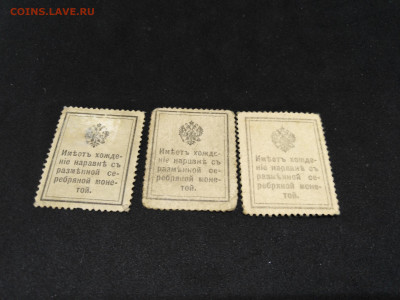 COINS.LAVE.RU
Имѣетъ хожде-
ніе наравнѣ съ
размѣнной се-
ребряной моне-
той.
Имѣетъ хожде-
ніе наравнѣ съ
размѣнной се-
ребряной моне-
той.
Имѣетъ хожде-
ніе наравнѣ съ
размѣнной се-
ребряной моне-
той.